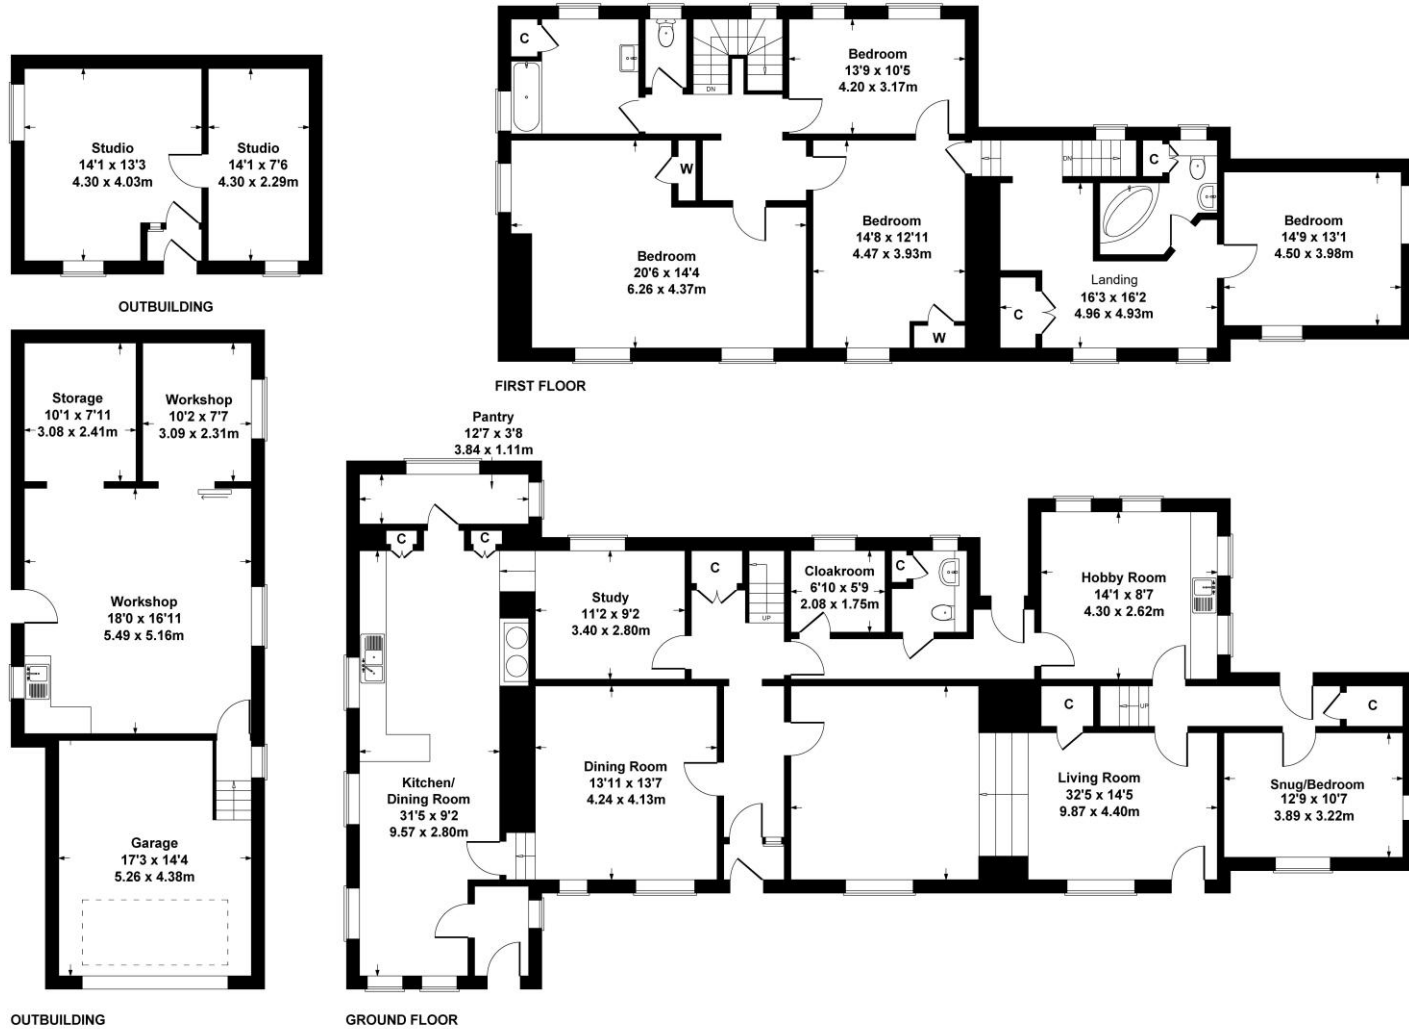 Studio
14'1 x 13'3
4.30 x 4.03m
Studio
14'1 x 7'6
4.30 x 2.29m
OUTBUILDING
C
DN
Bedroom
13'9 x 10'5
4.20 x 3.17m
W
Bedroom
20'6 x 14'4
6.26 x 4.37m
Bedroom
14'8 x 12'11
4.47 x 3.93m
W
DN
C
C
Landing
16'3 x 16'2
4.96 x 4.93m
Bedroom
14'9 x 13'1
4.50 x 3.98m
FIRST FLOOR
Storage
10'1 x 7'11
3.08 x 2.41m
Workshop
10'2 x 7'7
3.09 x 2.31m
Workshop
18'0 x 16'11
5.49 x 5.16m
Garage
17'3 x 14'4
5.26 x 4.38m
OUTBUILDING
Pantry
12'7 x 3'8
3.84 x 1.11m
C
C
Study
11'2 x 9'2
3.40 x 2.80m
C
UP
Cloakroom
6'10 x 5'9
2.08 x 1.75m
C
Hobby Room
14'1 x 8'7
4.30 x 2.62m
Kitchen/
Dining Room
31'5 x 9'2
9.57 x 2.80m
Dining Room
13'11 x 13'7
4.24 x 4.13m
C
UP
C
Living Room
32'5 x 14'5
9.87 x 4.40m
Snug/Bedroom
12'9 x 10'7
3.89 x 3.22m
GROUND FLOOR